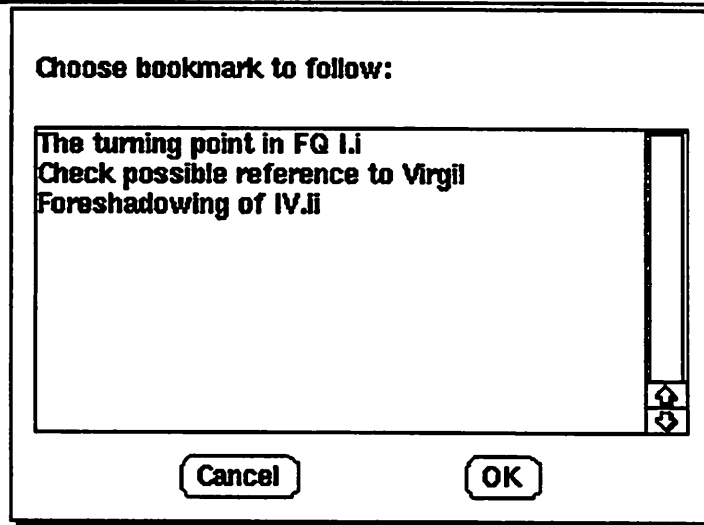 Choose bookmark to follow:
The turning point in FQ I.i
Check possible reference to Virgil
Foreshadowing of IV.ii
Cancel
OK